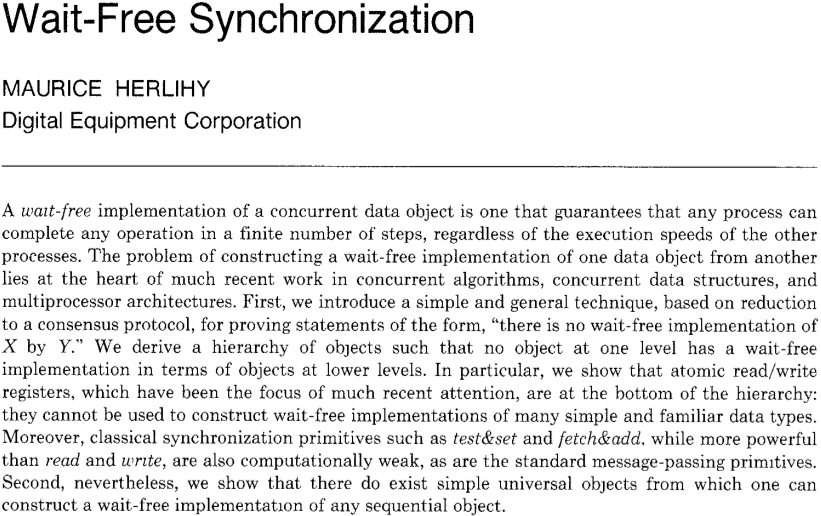 Wait-Free Synchronization
MAURICE HERLIHY
Digital Equipment Corporation
A wait-free implementation of a concurrent data object is one that guarantees that any process can
complete any operation in a finite number of steps, regardless of the execution speeds of the other
processes. The problem of constructing a wait-free implementation of one data object from another
lies at the heart of much recent work in concurrent algorithms, concurrent data structures, and
multiprocessor architectures. First, we introduce a simple and general technique, based on reduction
to a consensus protocol, for proving statements of the form, “there is no wait-free implementation of
X by Y.” We derive a hierarchy of objects such that no object at one level has a wait-free
implementation in terms of objects at lower levels. In particular, we show that atomic read/write
registers, which have been the focus of much recent attention, are at the bottom of the hierarchy:
they cannot be used to construct wait-free implementations of many simple and familiar data types.
Moreover, classical synchronization primitives such as test&set and fetch&add, while more powerful
than read and write, are also computationally weak, as are the standard message-passing primitives.
Second, nevertheless, we show that there do exist simple universal objects from which one can
construct a wait-free implementation of any sequential object.